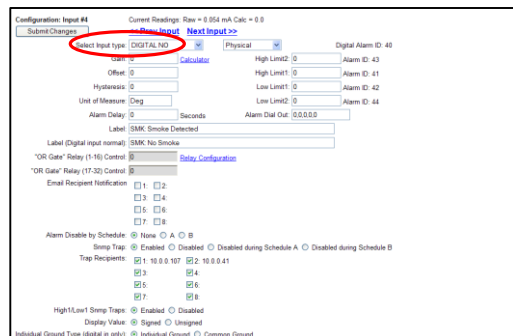 Configuration: Input #4 Current Readings: Raw = 0.054 mA Calc = 0.0
Submit Changes << Prev Input Next Input >>
Select Input type: DIGITAL NO Physical Digital Alarm ID: 40
Gain: 0 Calculator High Limit2: 0 Alarm ID: 43
Offset: 0 High Limit1: 0 Alarm ID: 41
Hysteresis: 0 Low Limit1: 0 Alarm ID: 42
Unit of Measure: Deg Low Limit2: 0 Alarm ID: 44
Alarm Delay: 0 Seconds Alarm Dial Out: 0,0,0,0,0
Label: SMK: Smoke Detected
Label (Digital input normal): SMK: No Smoke
"OR Gate" Relay (1-16) Control: 0 Relay Configuration
"OR Gate" Relay (17-32) Control: 0
Email Recipient Notification 1: 2:
3: 4:
5: 6:
7: 8:
Alarm Disable by Schedule: None A B
Snmp Trap: Enabled Disabled Disabled during Schedule A Disabled during Schedule B
Trap Recipients: 1: 10.0.0.107 2: 10.0.0.41
3: 4:
5: 6:
7: 8:
High1/Low1 Snmp Traps: Enabled Disabled
Display Value: Signed Unsigned
Individual Ground Type (digital in only): Individual Ground Common Ground